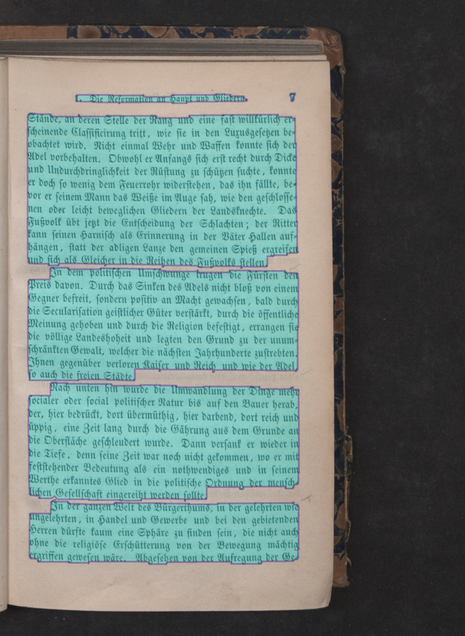 . Die Reformation an Haupt und Gliedern. 7
Stände, an deren Stelle der Rang und eine fast willkürlich er-
scheinende Classificirung tritt, wie sie in den Luxusgesetzen be-
obachtet wird. Nicht einmal Wehr und Waffen konnte sich der
Adel vorbehalten. Obwohl er Anfangs sich erst recht durch Dicke
und Undurchdringlichkeit der Rüstung zu schützen suchte, konnte
er doch so wenig dem Feuerrohr widerstehen, das ihn fällte, be-
vor er seinem Mann das Weiße im Auge sah, wie den geschlosse-
nen oder leicht beweglichen Gliedern der Landsknechte. Das
Fußvolk übt jetzt die Entscheidung der Schlachten; der Ritter
kann seinen Harnisch als Erinnerung in der Väter Hallen auf-
hängen, statt der adligen Lanze den gemeinen Spieß ergreifen
und sich als Gleicher in die Reihen des Fußvolks stellen.
In dem politischen Umschwunge trugen die Fürsten den
Preis davon. Durch das Sinken des Adels nicht bloß von einem
Gegner befreit, sondern positiv an Macht gewachsen, bald durch
die Secularisation geistlicher Güter verstärkt, durch die öffentliche
Meinung gehoben und durch die Religion befestigt, errangen sie
die völlige Landeshoheit und legten den Grund zu der unum-
schränkten Gewalt, welcher die nächsten Jahrhunderte zustrebten.
Ihnen gegenüber verloren Kaiser und Reich und wie der Adel
so auch die freien Städte.
Nach unten hin wurde die Umwandlung der Dinge mehr
socialer oder social politischer Natur bis auf den Bauer herab,
der, hier bedrückt, dort übermüthig, hier darbend, dort reich und
üppig, eine Zeit lang durch die Gährung aus dem Grunde an
die Oberfläche geschleudert wurde. Dann versank er wieder in
die Tiefe, denn seine Zeit war noch nicht gekommen, wo er mit
feststehender Bedeutung als ein nothwendiges und in seinem
Werthe erkanntes Glied in die politische Ordnung der mensch-
lichen Gesellschaft eingereiht werden sollte.
In der ganzen Welt des Bürgerthums, in der gelehrten wie
ungelehrten, in Handel und Gewerbe und bei den gebietenden
Herren dürfte kaum eine Sphäre zu finden sein, die nicht auch
ohne die religiöse Erschütterung von der Bewegung mächtig
ergriffen gewesen wäre. Abgesehen von der Aufregung der Ge-